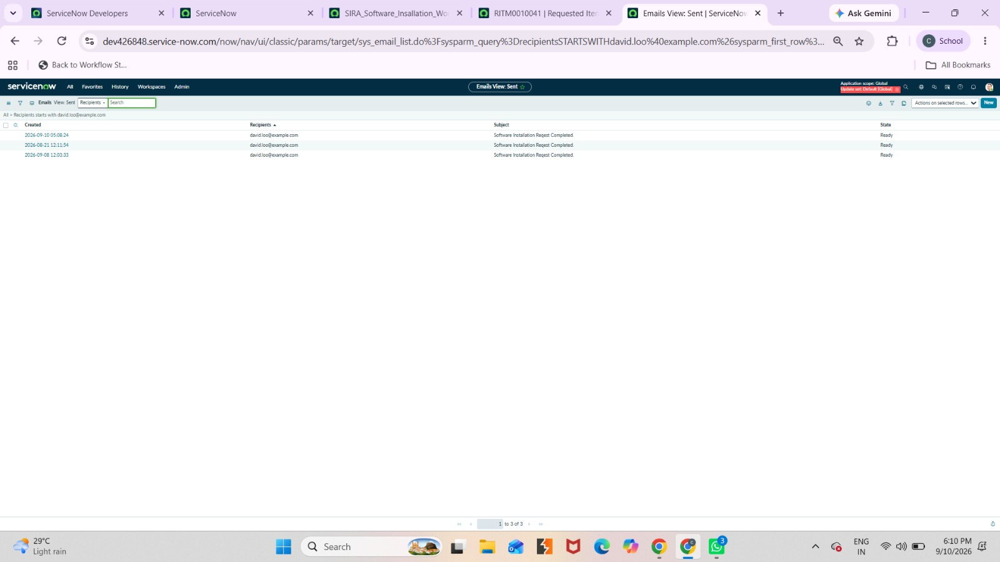 ServiceNow Developers
ServiceNow
SIRA_Software_Insallation_Wo
RITM0010041 | Requested Iten
Emails View: Sent | ServiceNow
Ask Gemini
dev426848.service-now.com/now/nav/ui/classic/params/target/sys_email_list.do%3Fsysparm_query%3DrecipientsSTARTSWITHdavid.loo%40example.com%26sysparm_first_row%3...
C School
Back to Workflow St...
All Bookmarks
servicenow All Favorites History Workspaces Admin
Emails View: Sent
Application scope: Global
Update set: Default [Global]
Emails View: Sent Recipients Search
Actions on selected rows... New
All > Recipients starts with david.loo@example.com
Created Recipients Subject State
2026-09-10 05:08:24 david.loo@example.com Software Installation Reqest Completed. Ready
2026-08-21 12:11:54 david.loo@example.com Software Installation Reqest Completed. Ready
2026-09-08 12:03:33 david.loo@example.com Software Installation Reqest Completed. Ready
1 to 3 of 3
29°C
Light rain
Search
3
ENG
IN
6:10 PM
9/10/2026